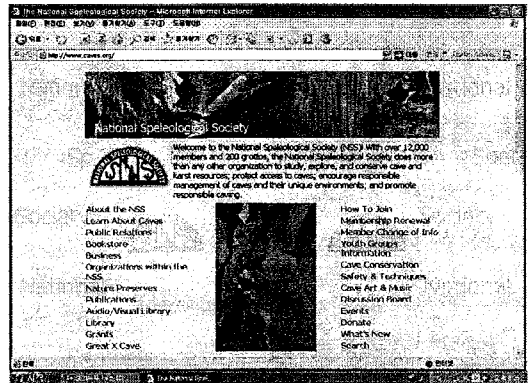 The National Speleological Society - Microsoft Internet Explorer
http://www.caves.org/
National Speleological Society
Welcome to the National Speleological Society (NSS)! With over 12,000
members and 200 grottos, the National Speleological Society does more
than any other organization to study, explore, and conserve cave and
karst resources; protect access to caves; encourage responsible
management of caves and their unique environments; and promote
responsible caving.
NSS
About the NSS
Learn About Caves
Public Relations
Bookstore
Business
Organizations within the
NSS
Nature Preserves
Publications
Audio/Visual Library
Library
Grants
Great X Cave
How To Join
Membership Renewal
Member Change of Info
Youth Groups
Information
Cave Conservation
Safety & Techniques
Cave Art & Music
Discussion Board
Events
Donate
What's New
Search